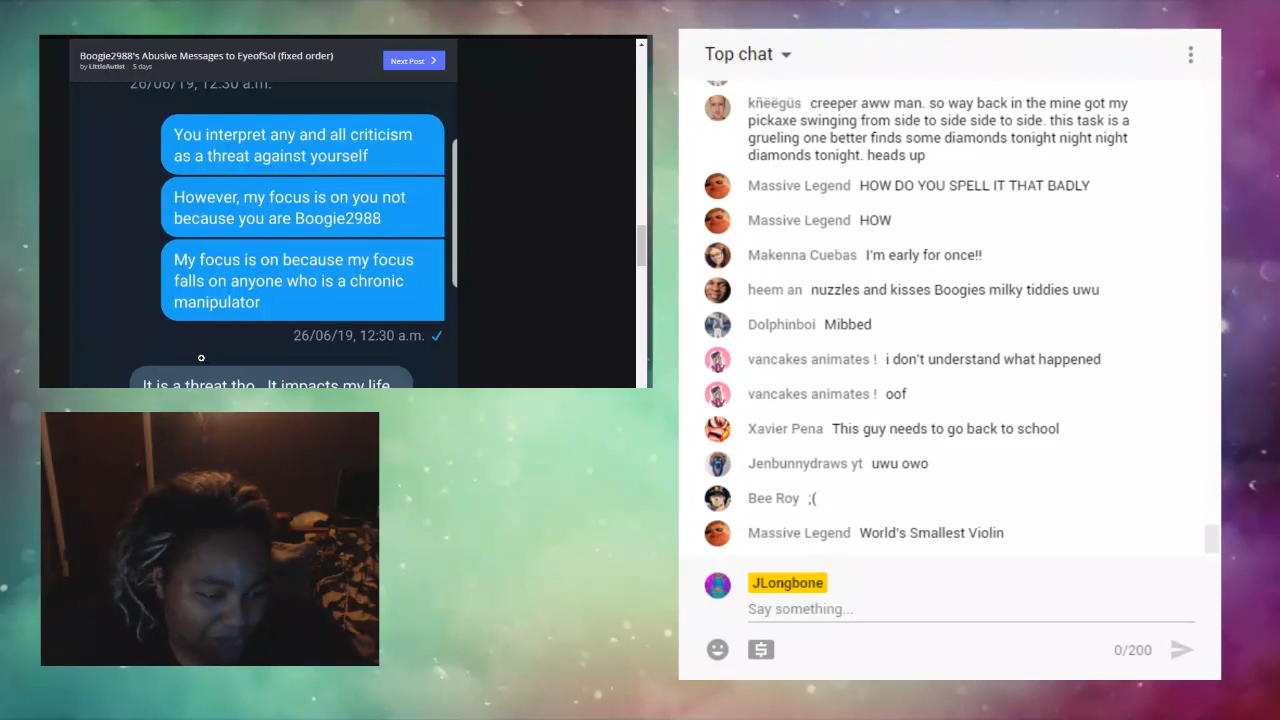 Boogie2988's Abusive Messages to EyeofSol (fixed order)
by LittleAutist 5 days
Next Post
26/06/19, 12:30 a.m.
You interpret any and all criticism
as a threat against yourself
However, my focus is on you not
because you are Boogie2988
My focus is on because my focus
falls on anyone who is a chronic
manipulator
26/06/19, 12:30 a.m.
It is a threat tho. It impacts my life
Top chat
kñëëgüs creeper aww man. so way back in the mine got my
pickaxe swinging from side to side side to side. this task is a
grueling one better finds some diamonds tonight night night
diamonds tonight. heads up
Massive Legend HOW DO YOU SPELL IT THAT BADLY
Massive Legend HOW
Makenna Cuebas I'm early for once!!
heem an nuzzles and kisses Boogies milky tiddies uwu
Dolphinboi Mibbed
vancakes animates ! i don't understand what happened
vancakes animates ! oof
Xavier Pena This guy needs to go back to school
Jenbunnydraws yt uwu owo
Bee Roy ;(
Massive Legend World's Smallest Violin
JLongbone
Say something...
0/200